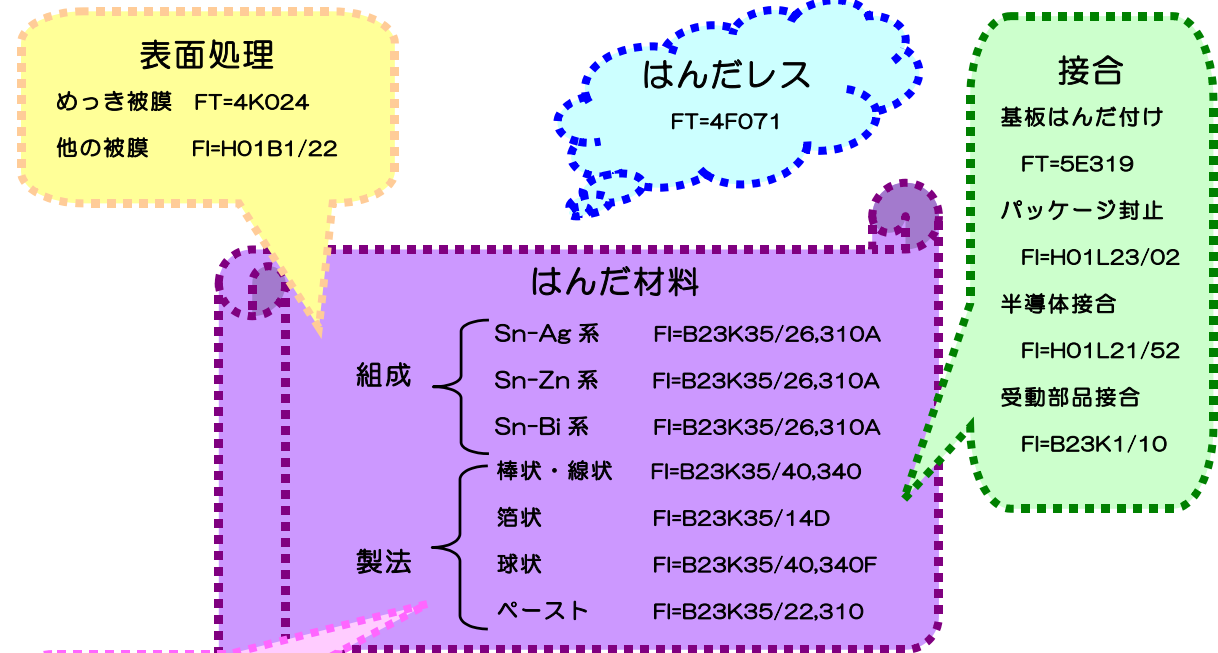 表面処理
めっき被膜 FT=4K024
他の被膜 FI=H01B1/22
はんだレス
FT=4F071
接合
基板はんだ付け
FT=5E319
パッケージ封止
FI=H01L23/02
半導体接合
FI=H01L21/52
受動部品接合
FI=B23K1/10
はんだ材料
組成
Sn-Ag 系 FI=B23K35/26,310A
Sn-Zn 系 FI=B23K35/26,310A
Sn-Bi 系 FI=B23K35/26,310A
製法
棒状・線状 FI=B23K35/40,340
箔状 FI=B23K35/14D
球状 FI=B23K35/40,340F
ペースト FI=B23K35/22,310